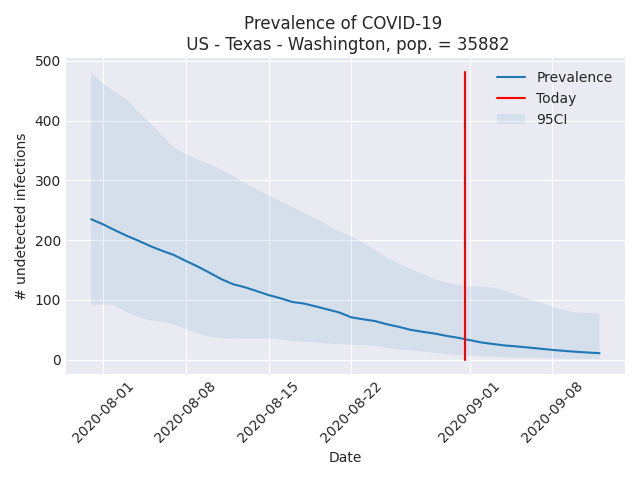 Prevalence of COVID-19
US - Texas - Washington, pop. = 35882
# undetected infections
500
400
300
200
100
0
Prevalence
Today
95CI
2020-08-01
2020-08-08
2020-08-15
2020-08-22
2020-09-01
2020-09-08
Date